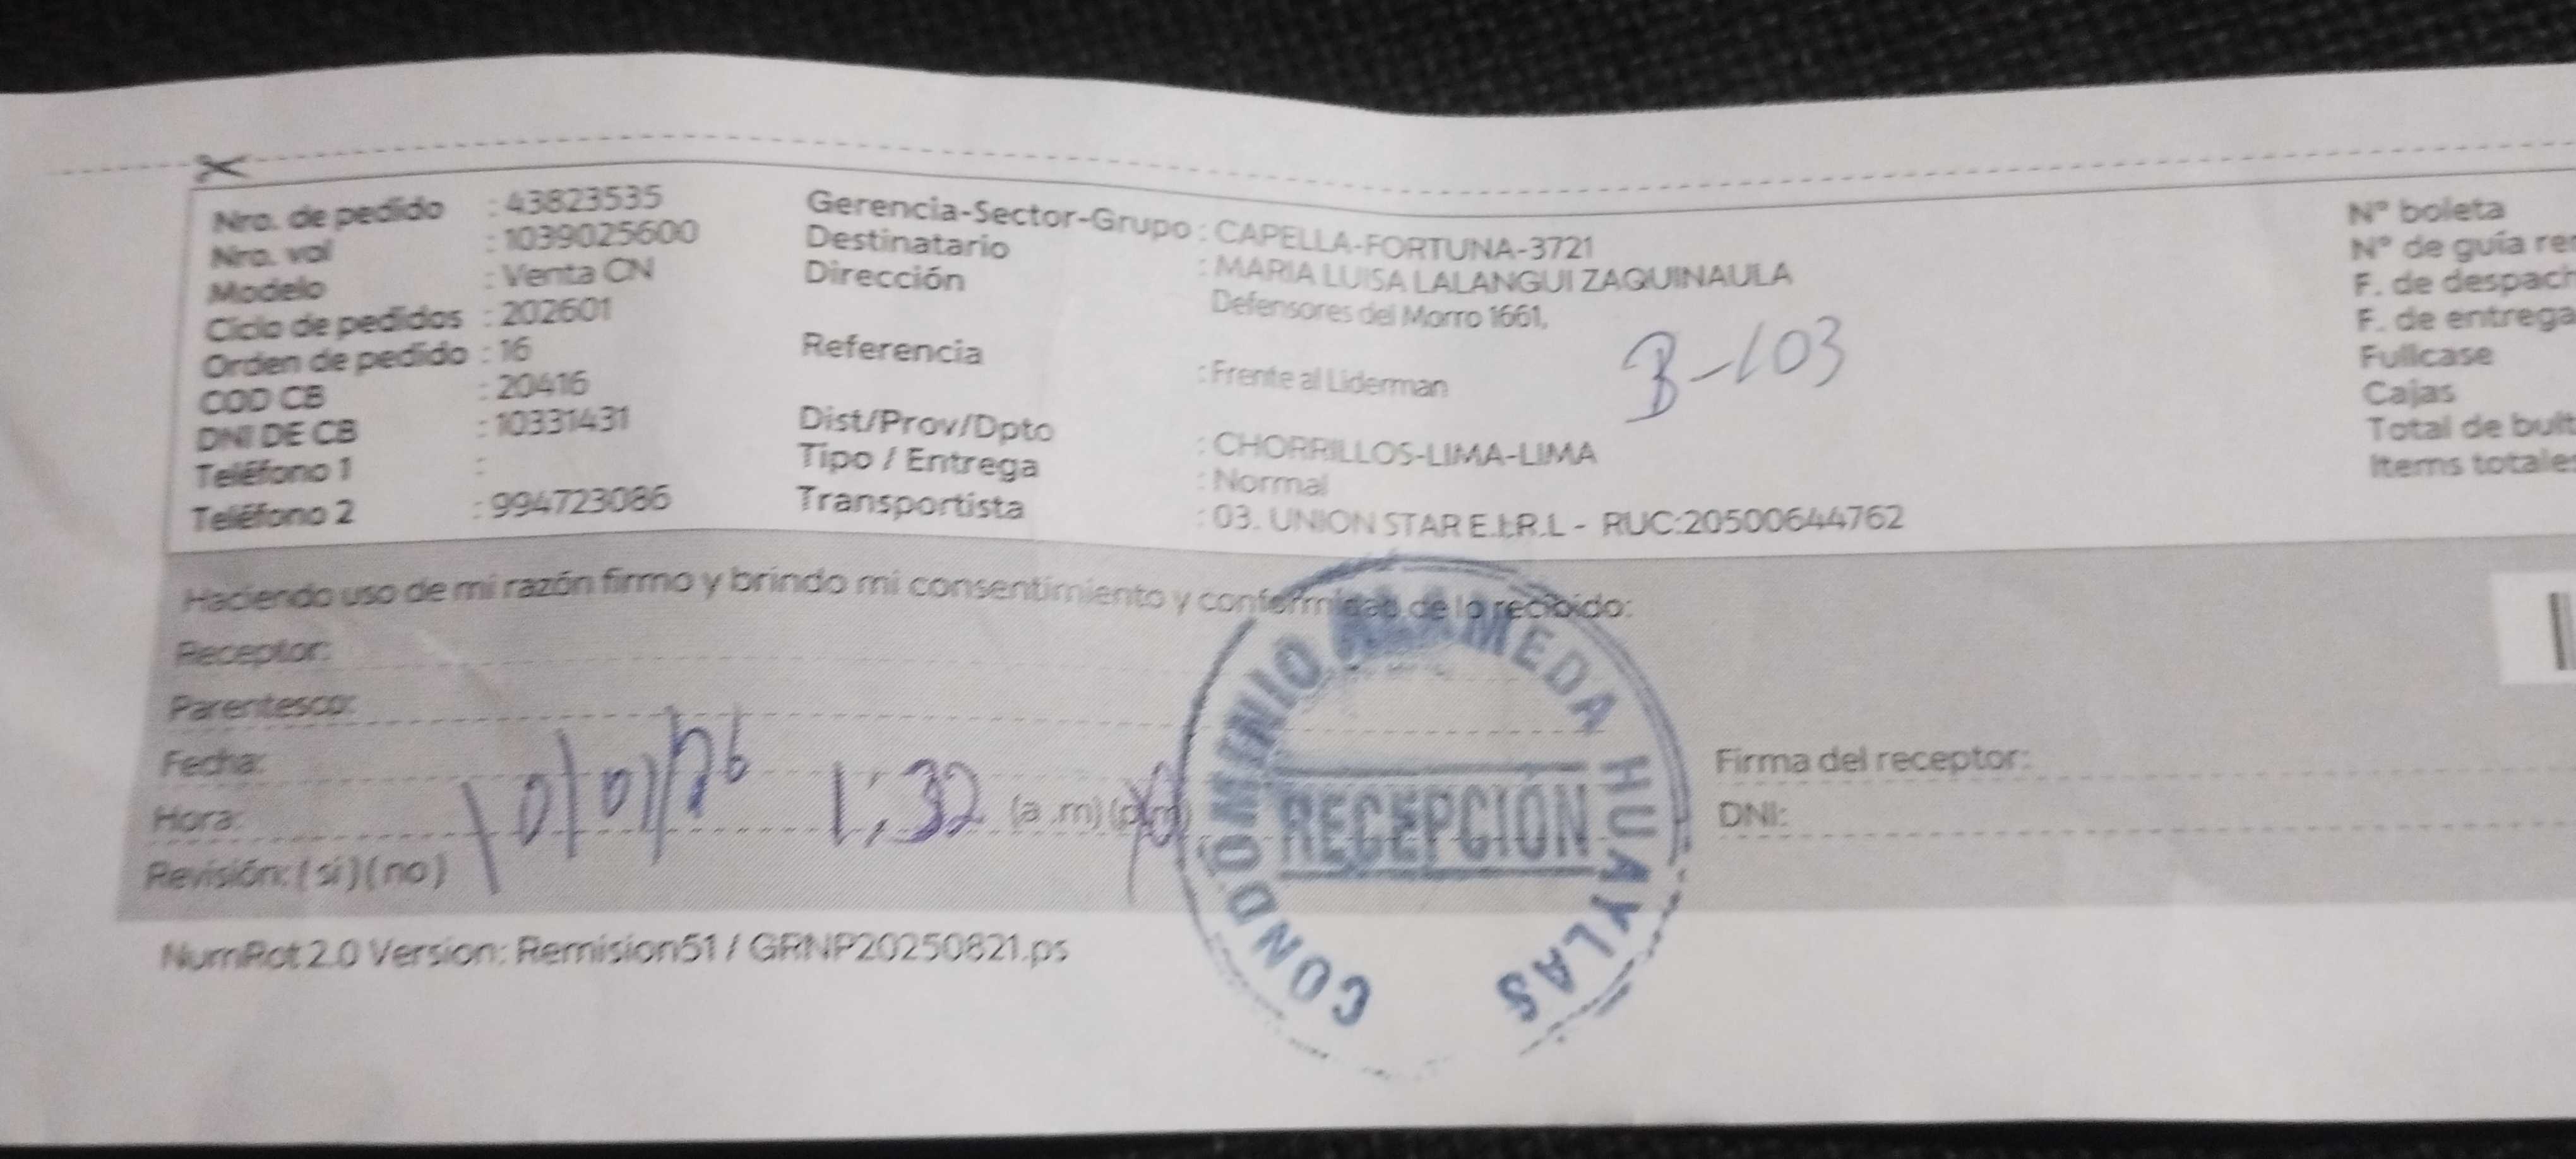 Nro. de pedido : 43823535
Nro. vol : 1039025600
Modelo : Venta CN
Ciclo de pedidos : 202601
Orden de pedido : 16
COD CB : 20416
DNI DE CB : 10331431
Teléfono 1 :
Teléfono 2 : 994723086
Gerencia-Sector-Grupo : CAPELLA-FORTUNA-3721
Destinatario : MARIA LUISA LALANGUI ZAQUINAULA
Dirección Defensores del Morro 1661,
B-103
Referencia : Frente al Liderman
Dist/Prov/Dpto : CHORRILLOS-LIMA-LIMA
Tipo / Entrega : Normal
Transportista : 03. UNION STAR E.I.R.L - RUC:20500644762
N° boleta
N° de guía
F. de
F. de entrega
Fullcase
Cajas
Total de
Items
Haciendo uso de mi razón firmo y brindo mi consentimiento y conformidad de lo recibido:
Receptor:
Parentesco:
Fecha: 10/01/26
Hora: 1:32 (a.m)(p.m)
Revisión: (si)(no)
Firma del receptor:
DNI:
CONDOMINIO ALAMEDA HUAYLAS
RECEPCIÓN
NumRot 2.0 Version: Remision51 / GRNP20250821.ps